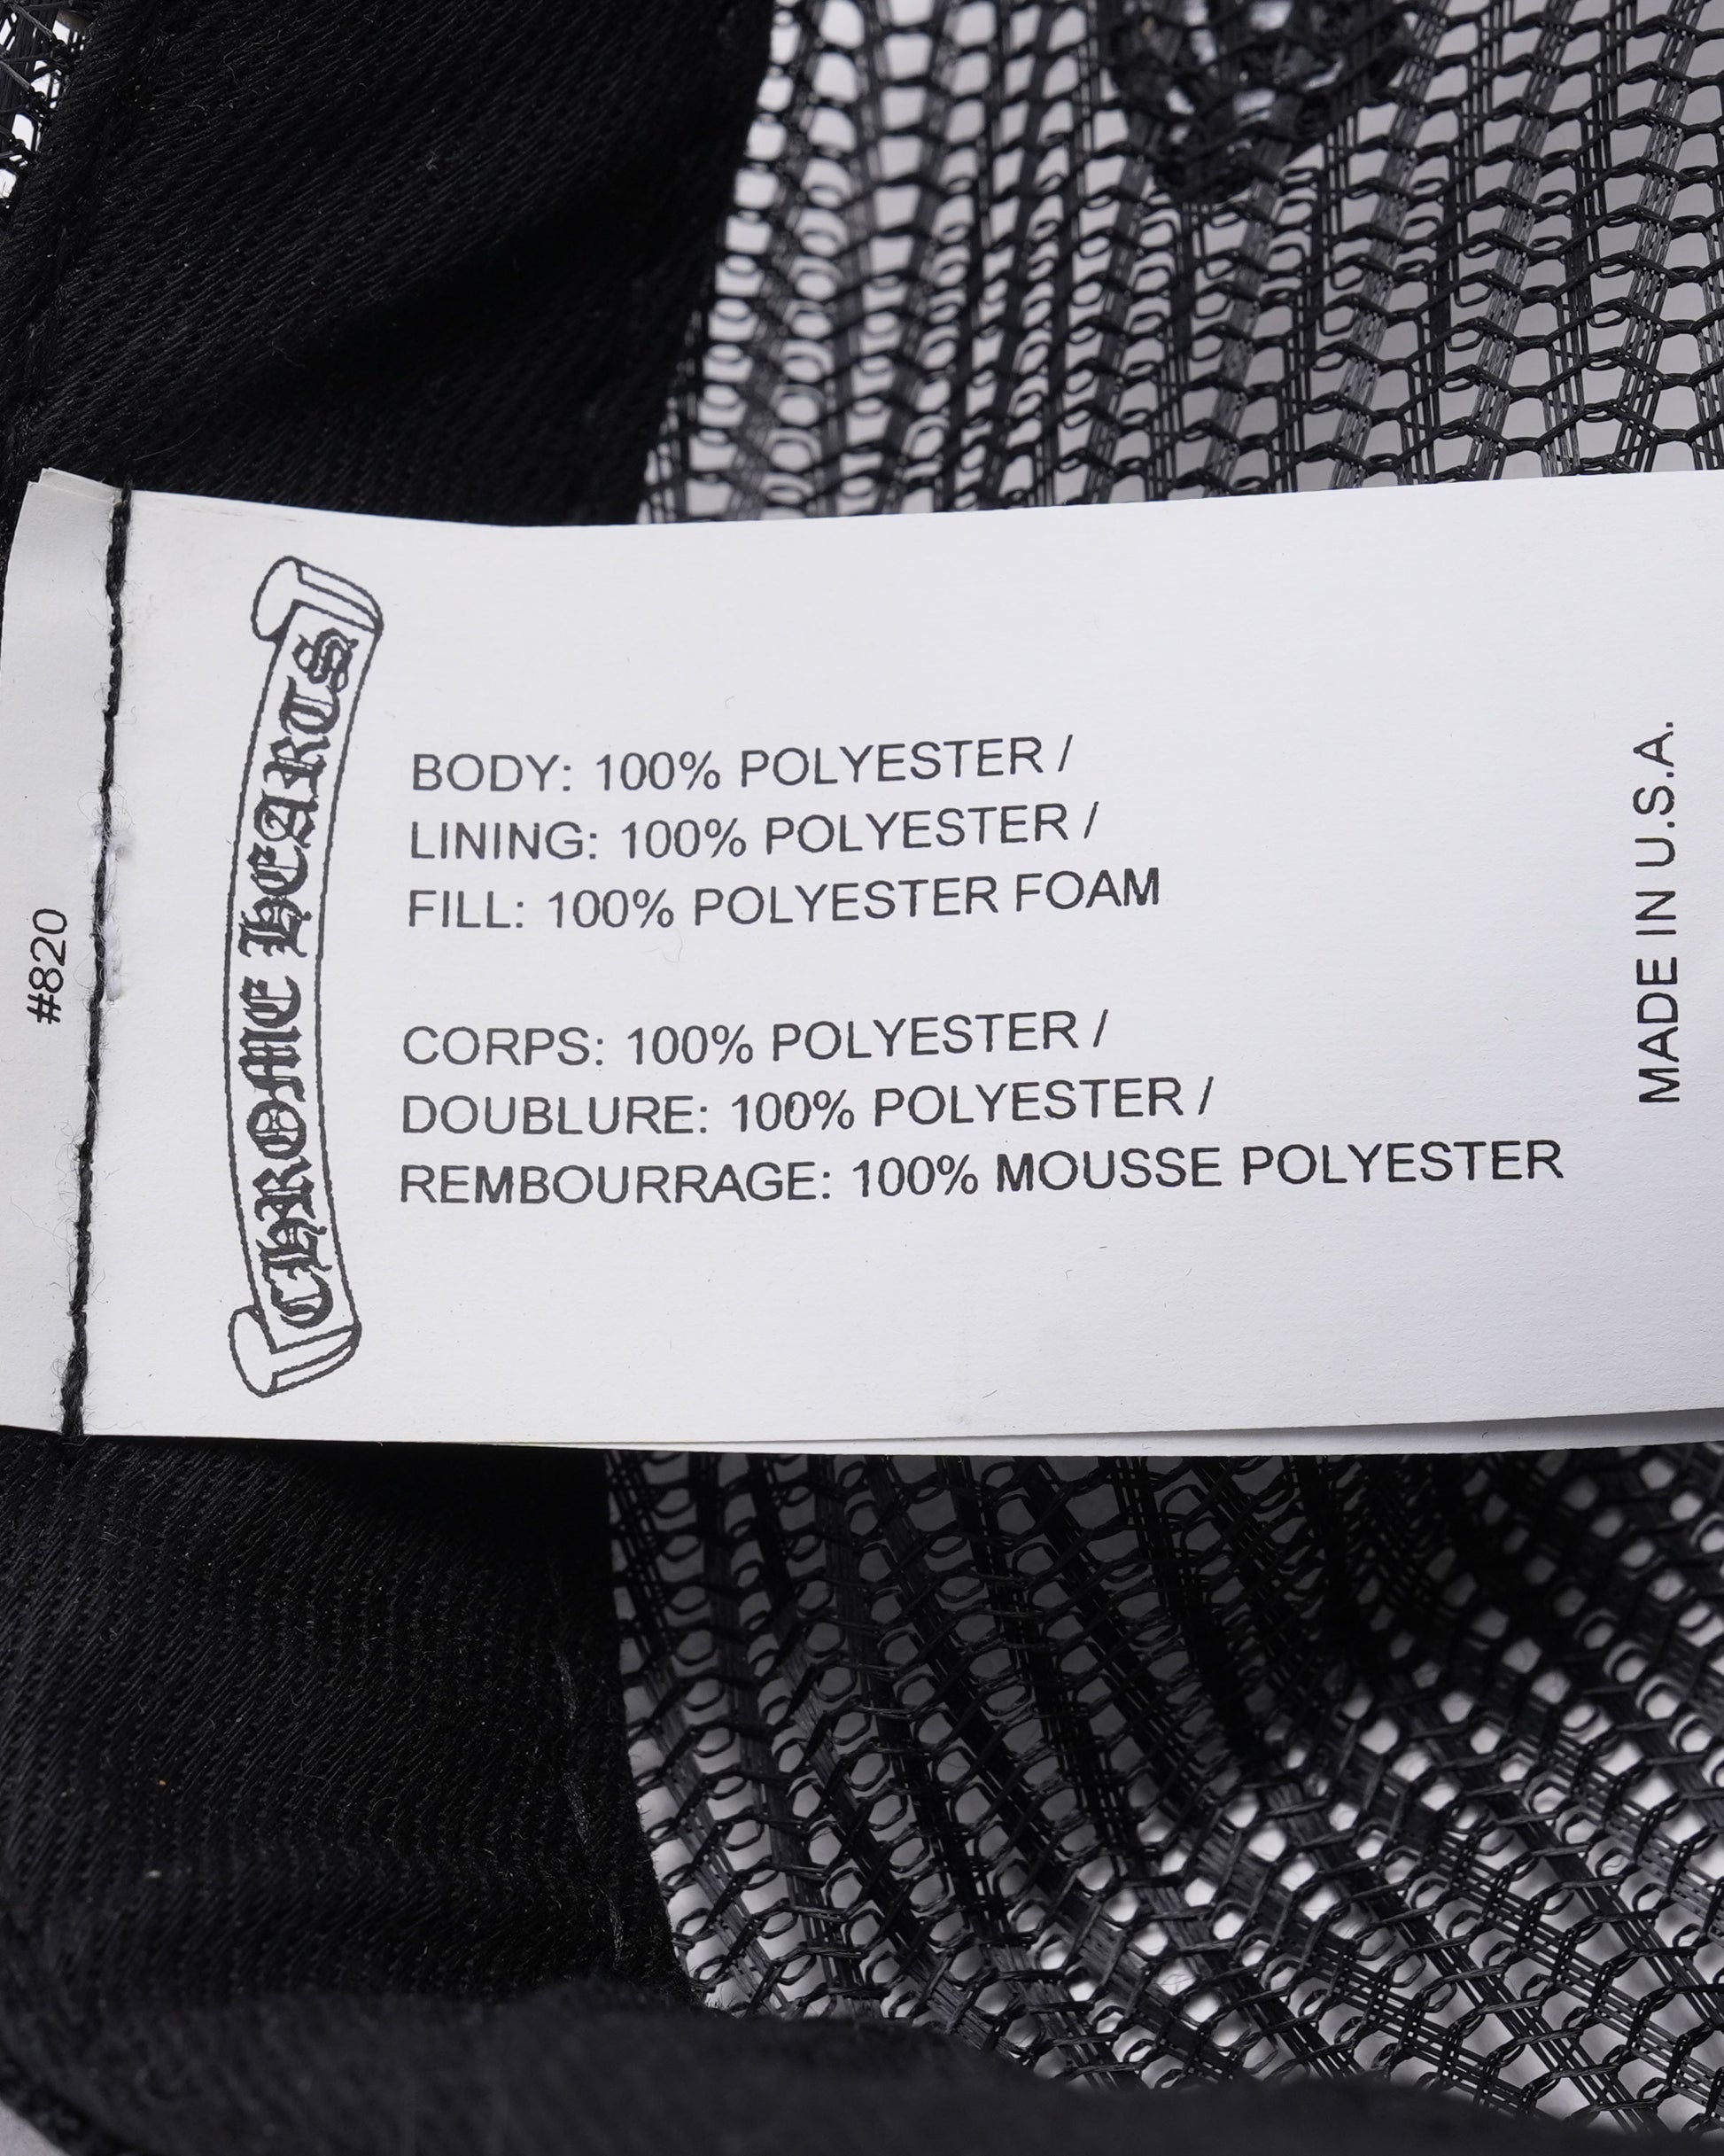 #820
CHROME HEARTS
BODY: 100% POLYESTER /
LINING: 100% POLYESTER /
FILL: 100% POLYESTER FOAM
CORPS: 100% POLYESTER /
DOUBLURE: 100% POLYESTER /
REMBOURRAGE: 100% MOUSSE POLYESTER
MADE IN U.S.A.